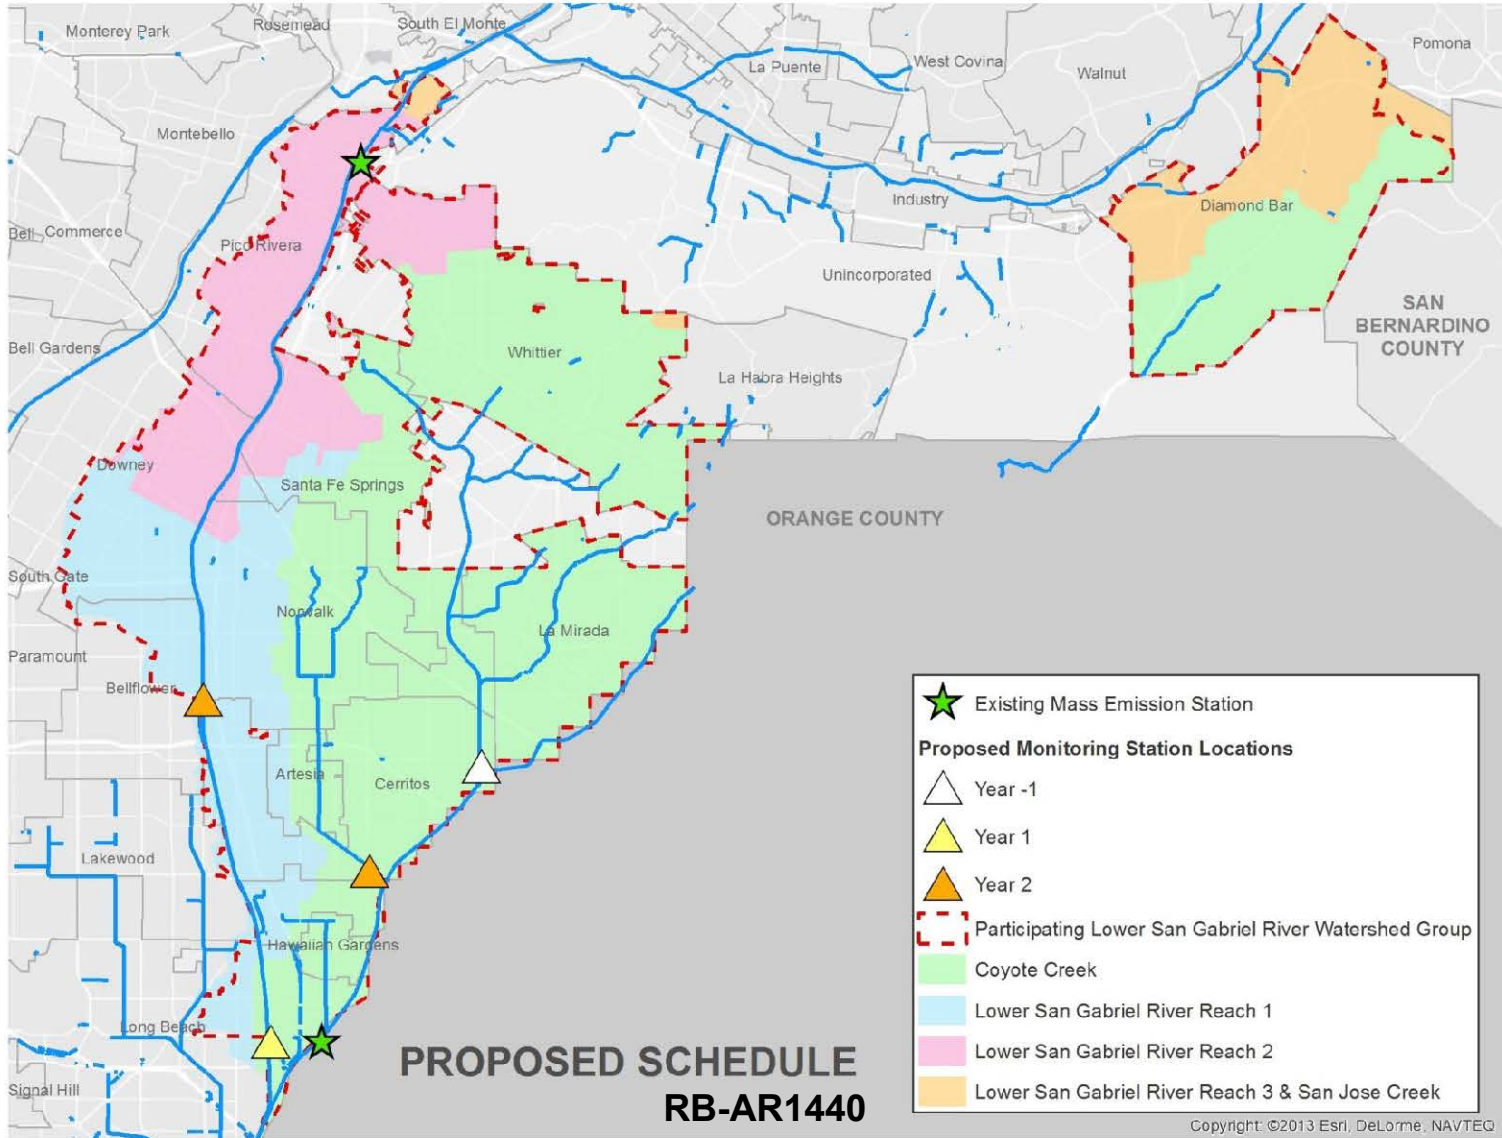 Rosemead
South El Monte
Monterey Park
Pomona
La Puente
West Covina
Walnut
Montebello
Industry
Diamond Bar
Bell
Commerce
Pico Rivera
Unincorporated
SAN
BERNARDINO
COUNTY
Bell Gardens
Whittier
La Habra Heights
Downey
Santa Fe Springs
ORANGE COUNTY
South Gate
Norwalk
La Mirada
Paramount
Bellflower
Artesia
Cerritos
Lakewood
Hawaiian Gardens
Long Beach
Signal Hill
Existing Mass Emission Station
Proposed Monitoring Station Locations
Year -1
Year 1
Year 2
Participating Lower San Gabriel River Watershed Group
Coyote Creek
Lower San Gabriel River Reach 1
Lower San Gabriel River Reach 2
Lower San Gabriel River Reach 3 & San Jose Creek
PROPOSED SCHEDULE
RB-AR1440
Copyright: ©2013 Esri, DeLorme, NAVTEQ